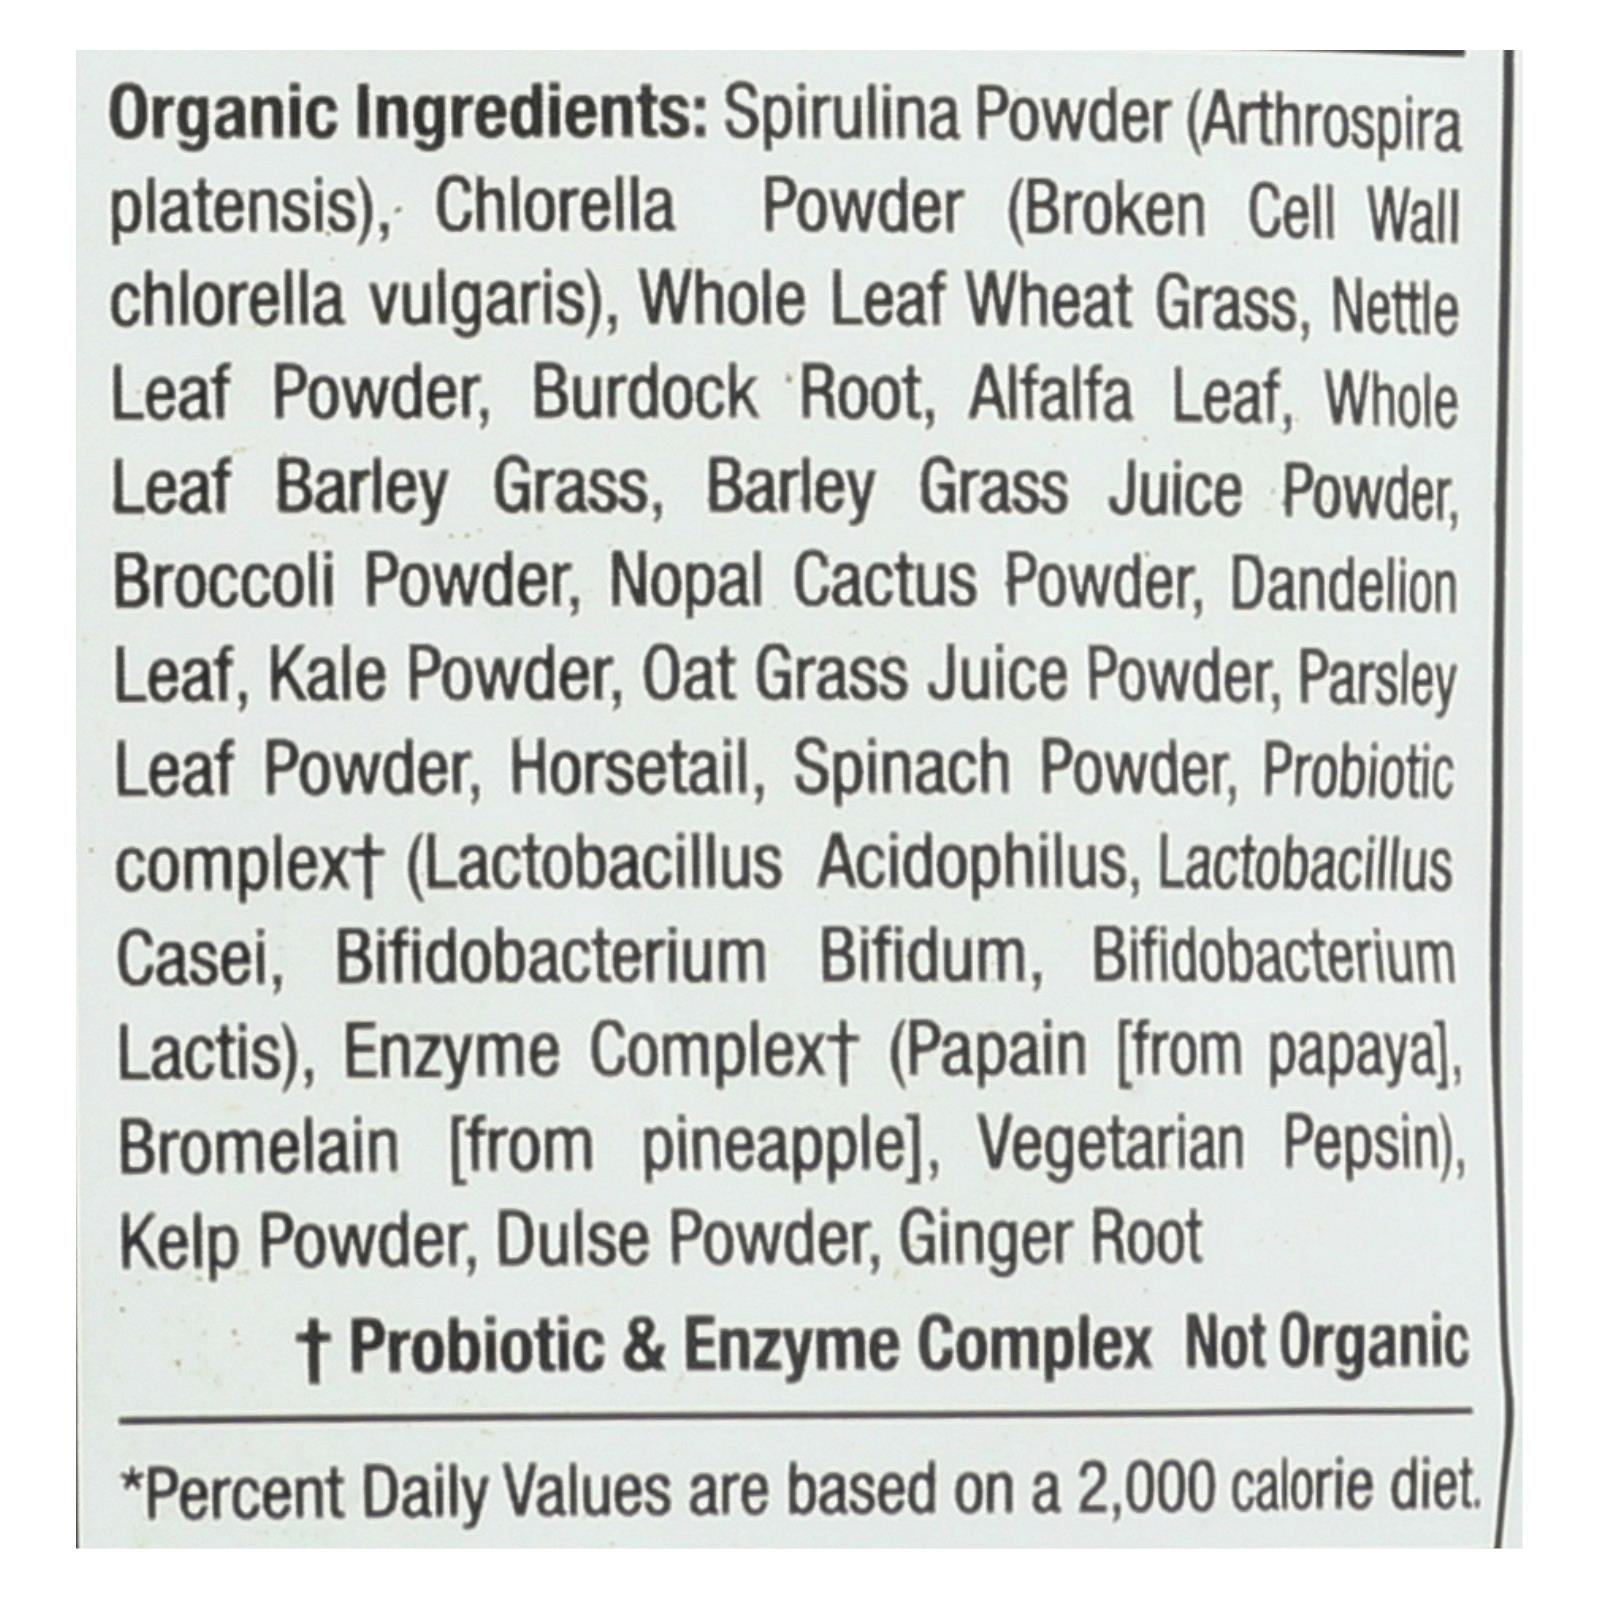 Organic Ingredients: Spirulina Powder (Arthrospira
platensis), Chlorella Powder (Broken Cell Wall
chlorella vulgaris), Whole Leaf Wheat Grass, Nettle
Leaf Powder, Burdock Root, Alfalfa Leaf, Whole
Leaf Barley Grass, Barley Grass Juice Powder,
Broccoli Powder, Nopal Cactus Powder, Dandelion
Leaf, Kale Powder, Oat Grass Juice Powder, Parsley
Leaf Powder, Horsetail, Spinach Powder, Probiotic
complex† (Lactobacillus Acidophilus, Lactobacillus
Casei, Bifidobacterium Bifidum, Bifidobacterium
Lactis), Enzyme Complex† (Papain [from papaya],
Bromelain [from pineapple], Vegetarian Pepsin),
Kelp Powder, Dulse Powder, Ginger Root
† Probiotic & Enzyme Complex Not Organic
*Percent Daily Values are based on a 2,000 calorie diet.